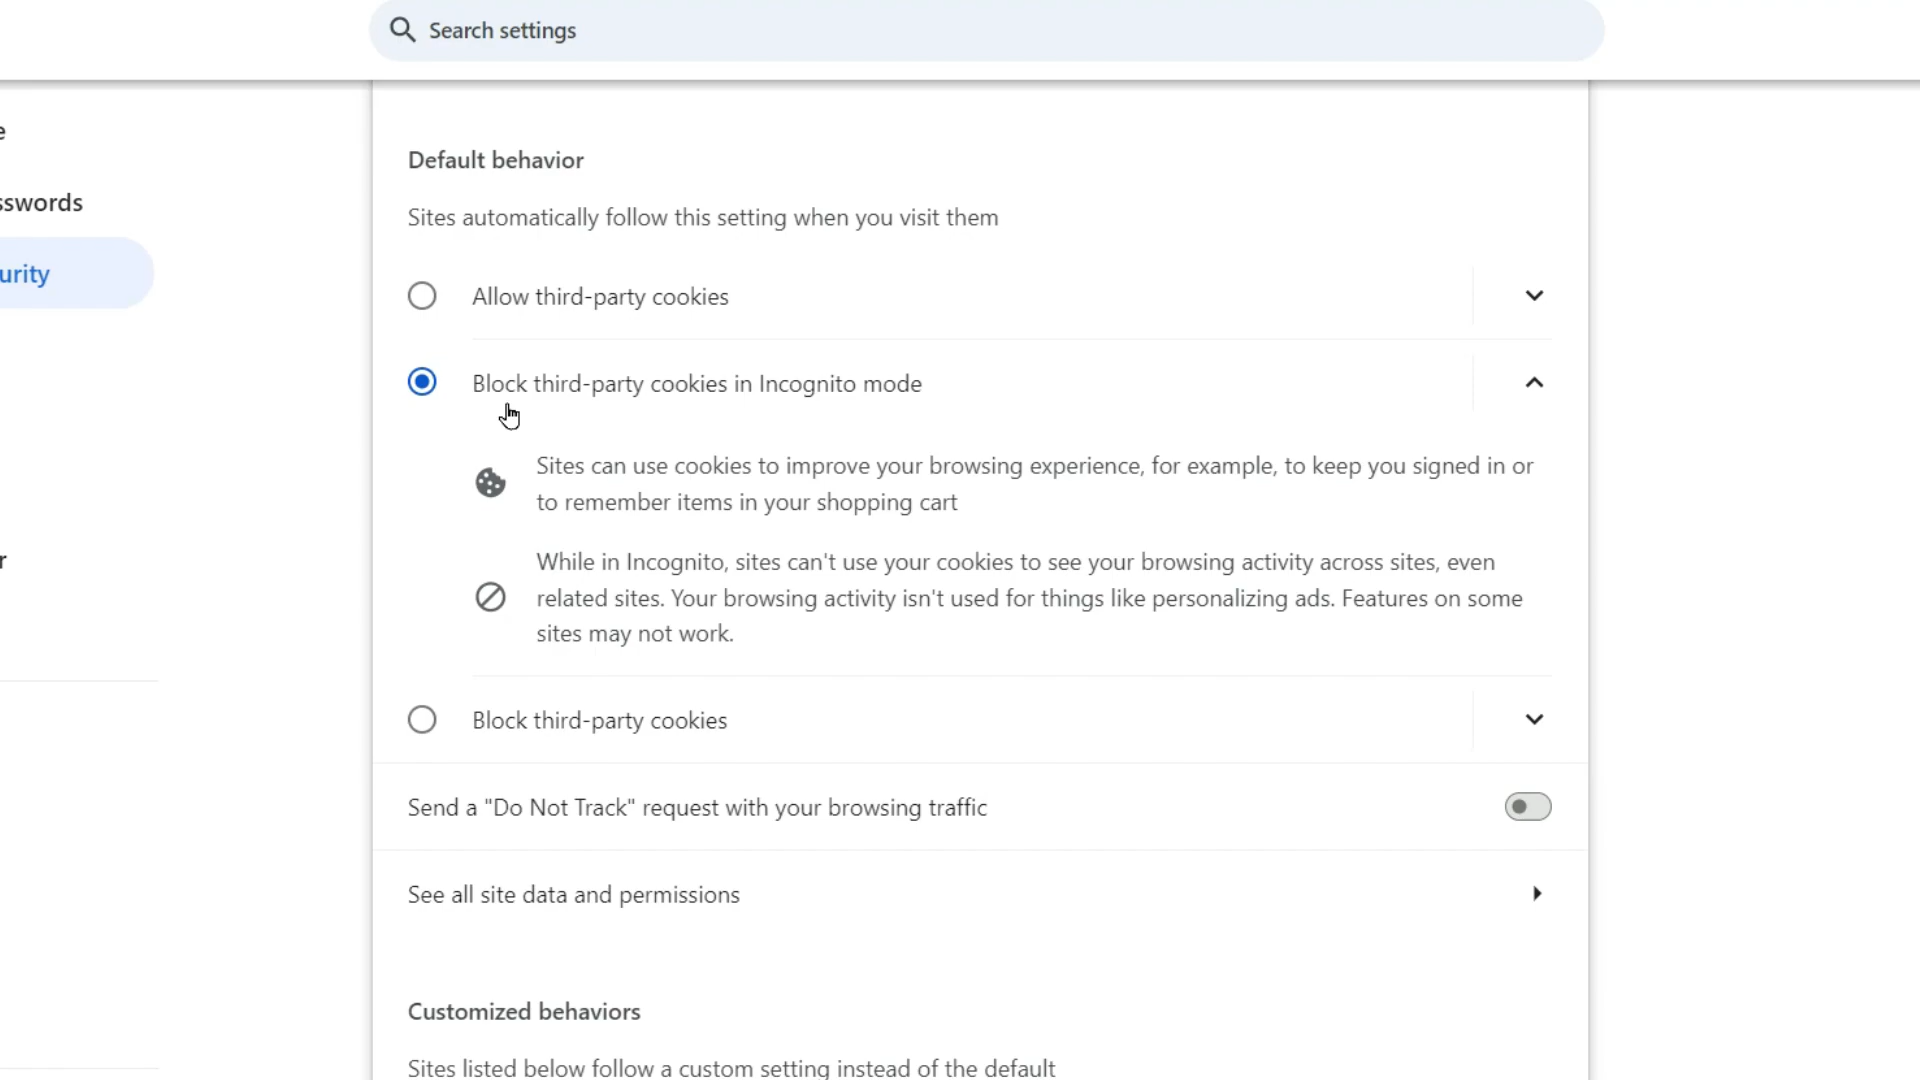 Search settings
e
sswords
urity
r
Default behavior
Sites automatically follow this setting when you visit them
Allow third-party cookies
Block third-party cookies in Incognito mode
Sites can use cookies to improve your browsing experience, for example, to keep you signed in or
to remember items in your shopping cart
While in Incognito, sites can't use your cookies to see your browsing activity across sites, even
related sites. Your browsing activity isn't used for things like personalizing ads. Features on some
sites may not work.
Block third-party cookies
Send a "Do Not Track" request with your browsing traffic
See all site data and permissions
Customized behaviors
Sites listed below follow a custom setting instead of the default